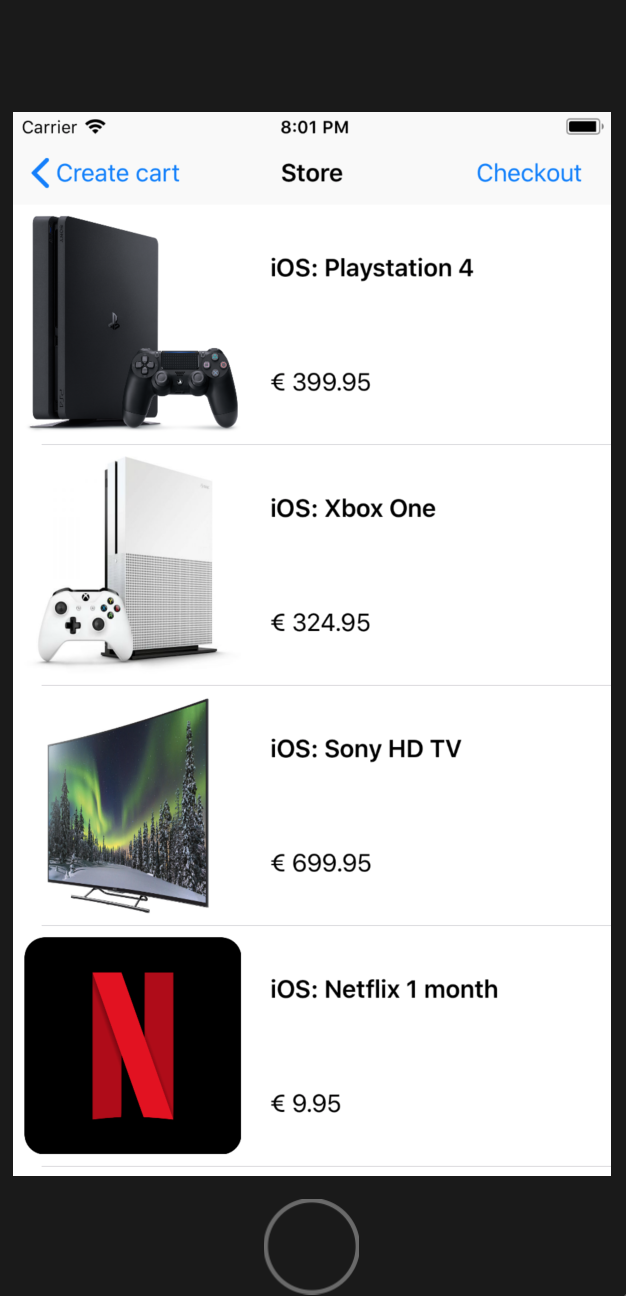 Carrier 8:01 PM
Create cart Store Checkout
iOS: Playstation 4
€ 399.95
iOS: Xbox One
€ 324.95
iOS: Sony HD TV
€ 699.95
N
iOS: Netflix 1 month
€ 9.95